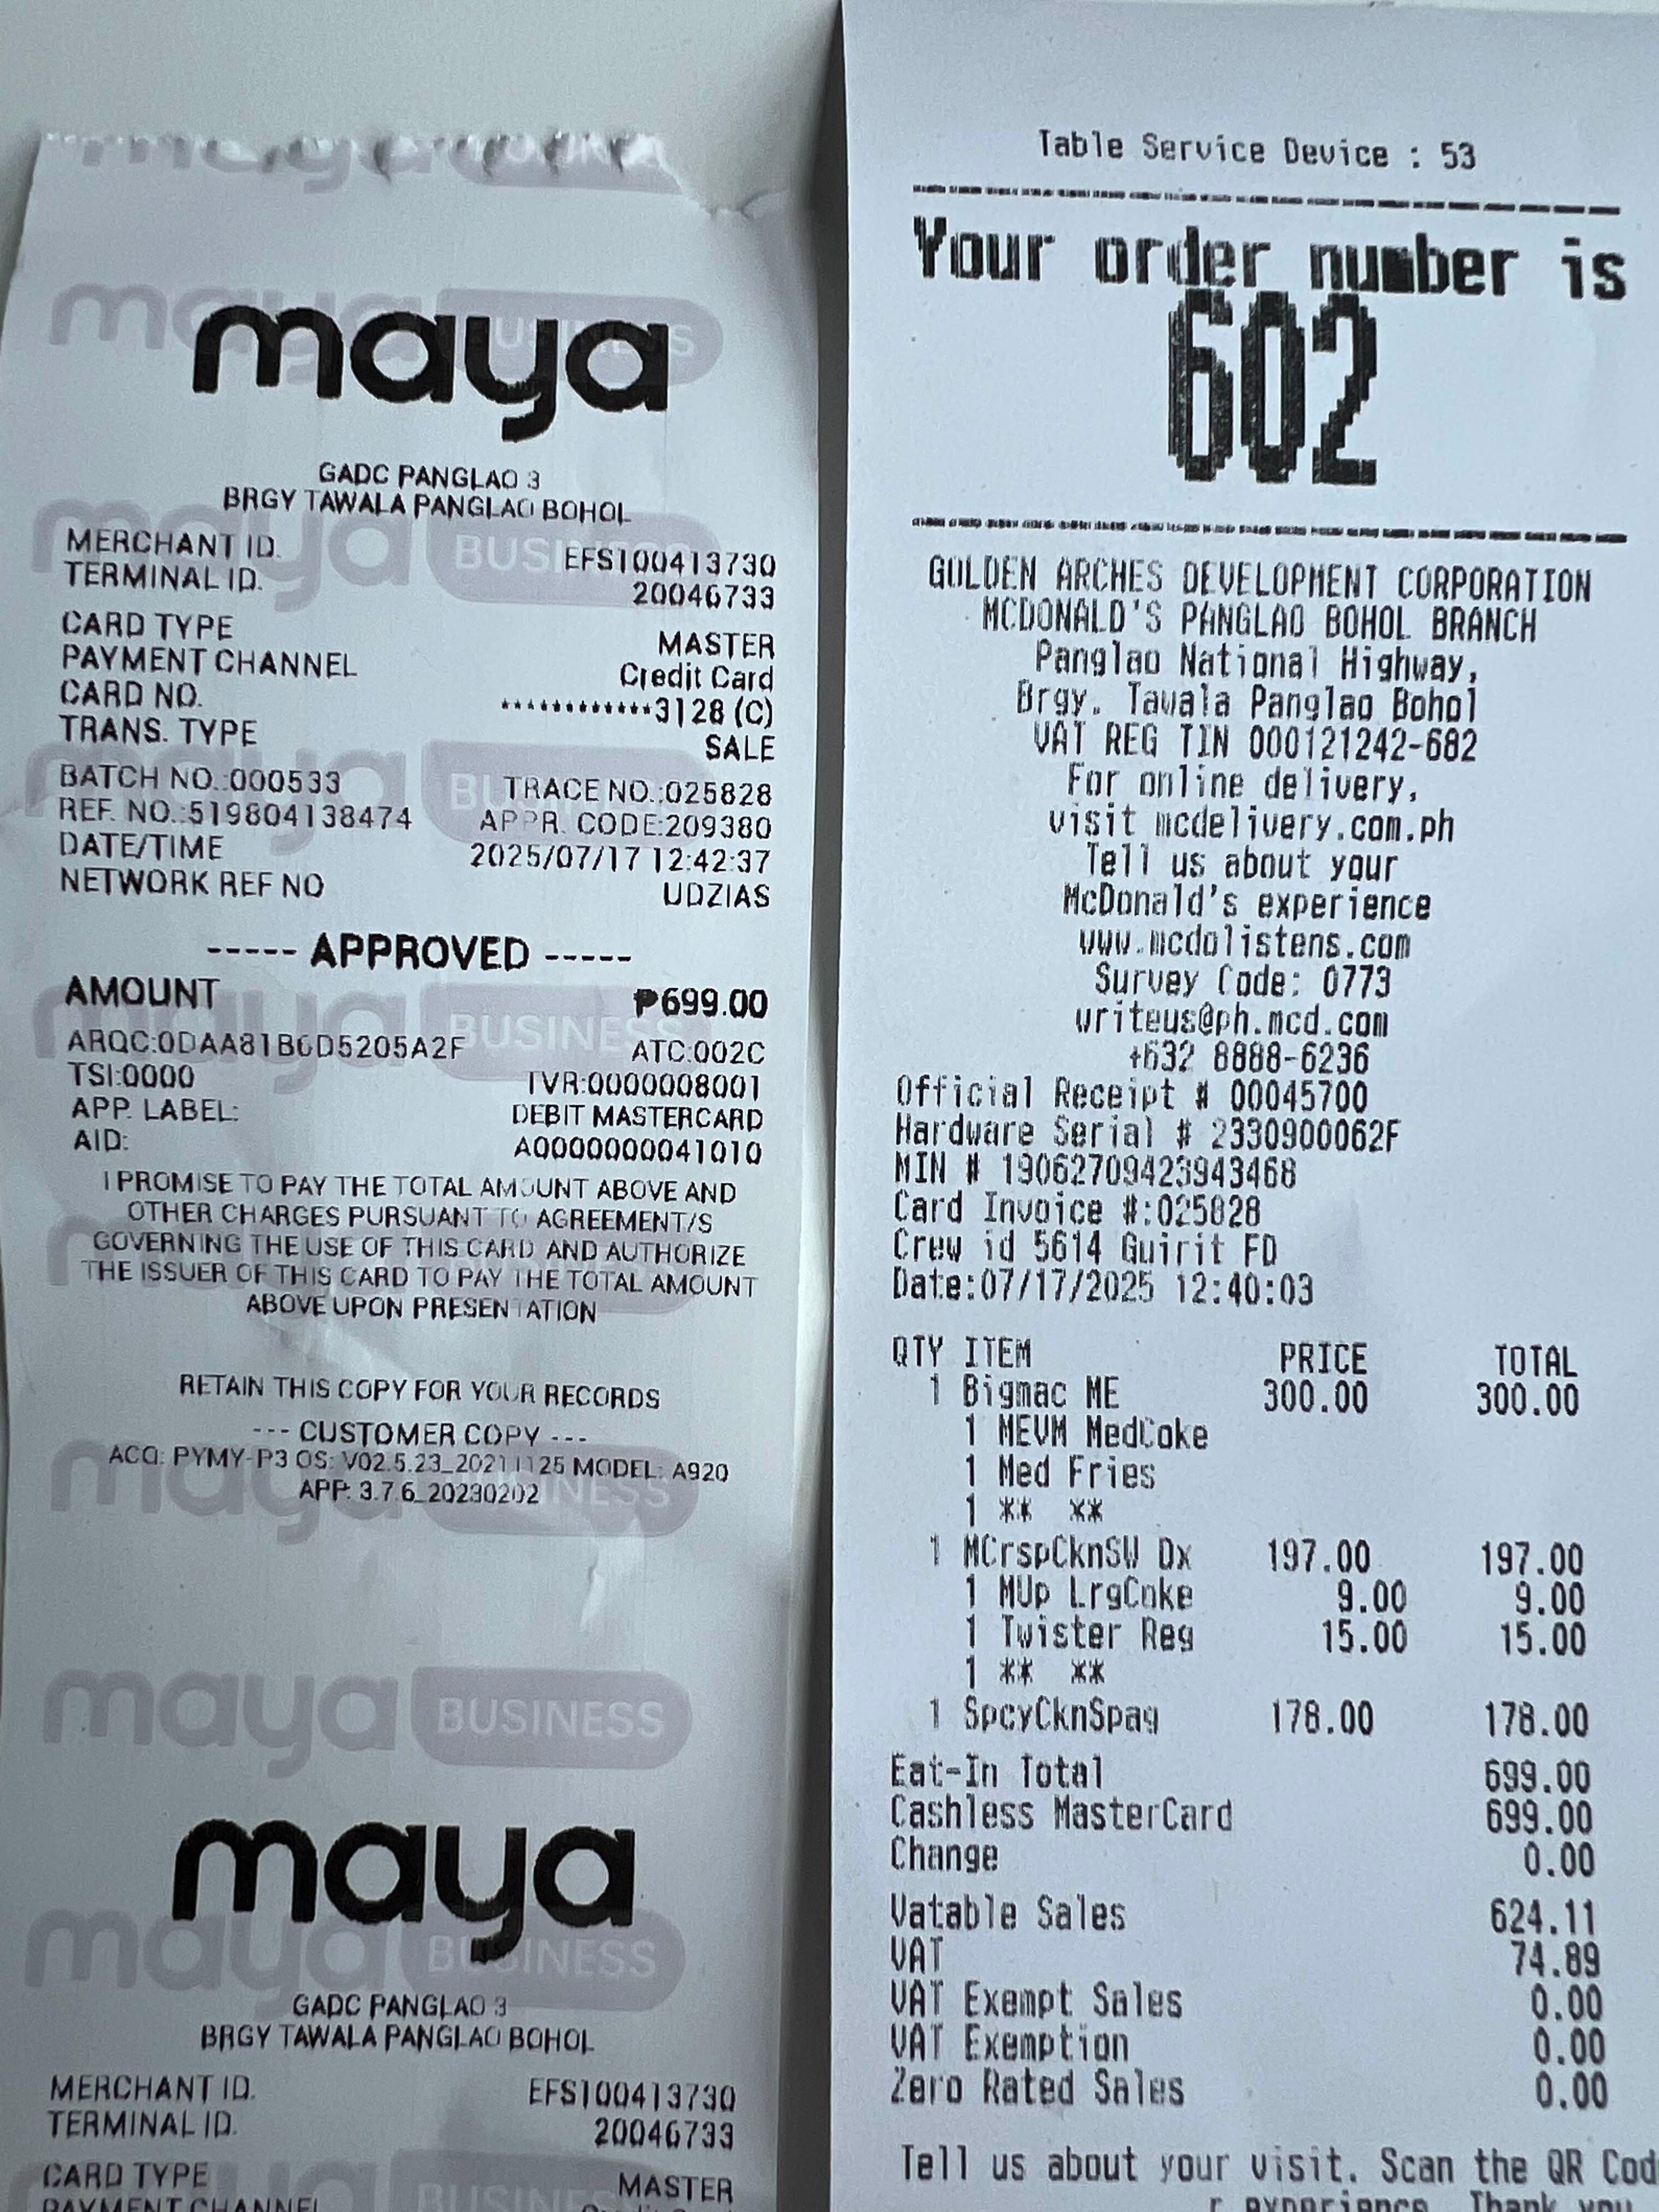 maya
GADC PANGLAO 3
BRGY TAWALA PANGLAO BOHOL
MERCHANT ID. EFS100413730
TERMINAL ID. 20046733
CARD TYPE MASTER
PAYMENT CHANNEL Credit Card
CARD NO. ************3128 (C)
TRANS. TYPE SALE
BATCH NO.:000533 TRACE NO.:025828
REF. NO.:519804138474 APPR. CODE:209380
DATE/TIME 2025/07/17 12:42:37
NETWORK REF NO UDZIAS
----- APPROVED -----
AMOUNT ₱699.00
ARQC:0DAA81B6D5205A2F ATC:002C
TSI:0000 TVR:0000008001
APP. LABEL: DEBIT MASTERCARD
AID: A0000000041010
I PROMISE TO PAY THE TOTAL AMOUNT ABOVE AND
OTHER CHARGES PURSUANT TO AGREEMENT/S
GOVERNING THE USE OF THIS CARD AND AUTHORIZE
THE ISSUER OF THIS CARD TO PAY THE TOTAL AMOUNT
ABOVE UPON PRESENTATION
RETAIN THIS COPY FOR YOUR RECORDS
--- CUSTOMER COPY ---
ACQ: PYMY-P3 OS: V02.5.23_20211125 MODEL: A920
APP: 3.7.6_20230202
maya BUSINESS
maya
maya BUSINESS
GADC PANGLAO 3
BRGY TAWALA PANGLAO BOHOL
MERCHANT ID. EFS100413730
TERMINAL ID. 20046733
CARD TYPE MASTER
PAYMENT CHANNEL
Table Service Device : 53
Your order number is
602
GOLDEN ARCHES DEVELOPMENT CORPORATION
MCDONALD'S PANGLAO BOHOL BRANCH
Panglao National Highway,
Brgy. Tawala Panglao Bohol
VAT REG TIN 000121242-682
For online delivery,
visit mcdelivery.com.ph
Tell us about your
McDonald's experience
www.mcdolistens.com
Survey Code: 0773
writeus@ph.mcd.com
+632 8888-6236
Official Receipt # 00045700
Hardware Serial # 2330900062F
MIN # 19062709423943468
Card Invoice #:025828
Crew id 5614 Guirit FD
Date:07/17/2025 12:40:03
QTY ITEM PRICE TOTAL
1 Bigmac ME 300.00 300.00
1 MEVM MedCoke
1 Med Fries
1 ** **
1 MCrspCknSW Dx 197.00 197.00
1 MUp LrgCoke 9.00 9.00
1 Twister Reg 15.00 15.00
1 ** **
1 SpcyCknSpag 178.00 178.00
Eat-In Total 699.00
Cashless MasterCard 699.00
Change 0.00
Vatable Sales 624.11
VAT 74.89
VAT Exempt Sales 0.00
VAT Exemption 0.00
Zero Rated Sales 0.00
Tell us about your visit. Scan the QR Cod
r experience. Thank you